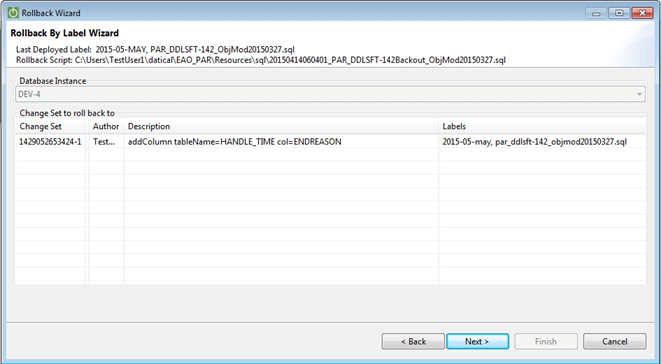 Rollback Wizard
Rollback By Label Wizard
Last Deployed Label: 2015-05-MAY, PAR_DDLSFT-142_ObjMod20150327.sql
Rollback Script: C:\Users\TestUser1\datical\EAO_PAR\Resources\sql\20150414060401_PAR_DDLSFT-142Backout_ObjMod20150327.sql
Database Instance
DEV-4
Change Set to roll back to
Change Set Author Description Labels
1429052653424-1 Test... addColumn tableName=HANDLE_TIME col=ENDREASON 2015-05-may, par_ddlsft-142_objmod20150327.sql
< Back Next > Finish Cancel